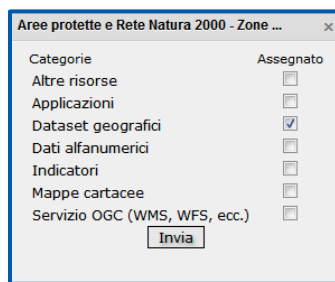 Aree protette e Rete Natura 2000 - Zone ... x
Categorie Assegnato
Altre risorse
Applicazioni
Dataset geografici
Dati alfanumerici
Indicatori
Mappe cartacee
Servizio OGC (WMS, WFS, ecc.)
Invia